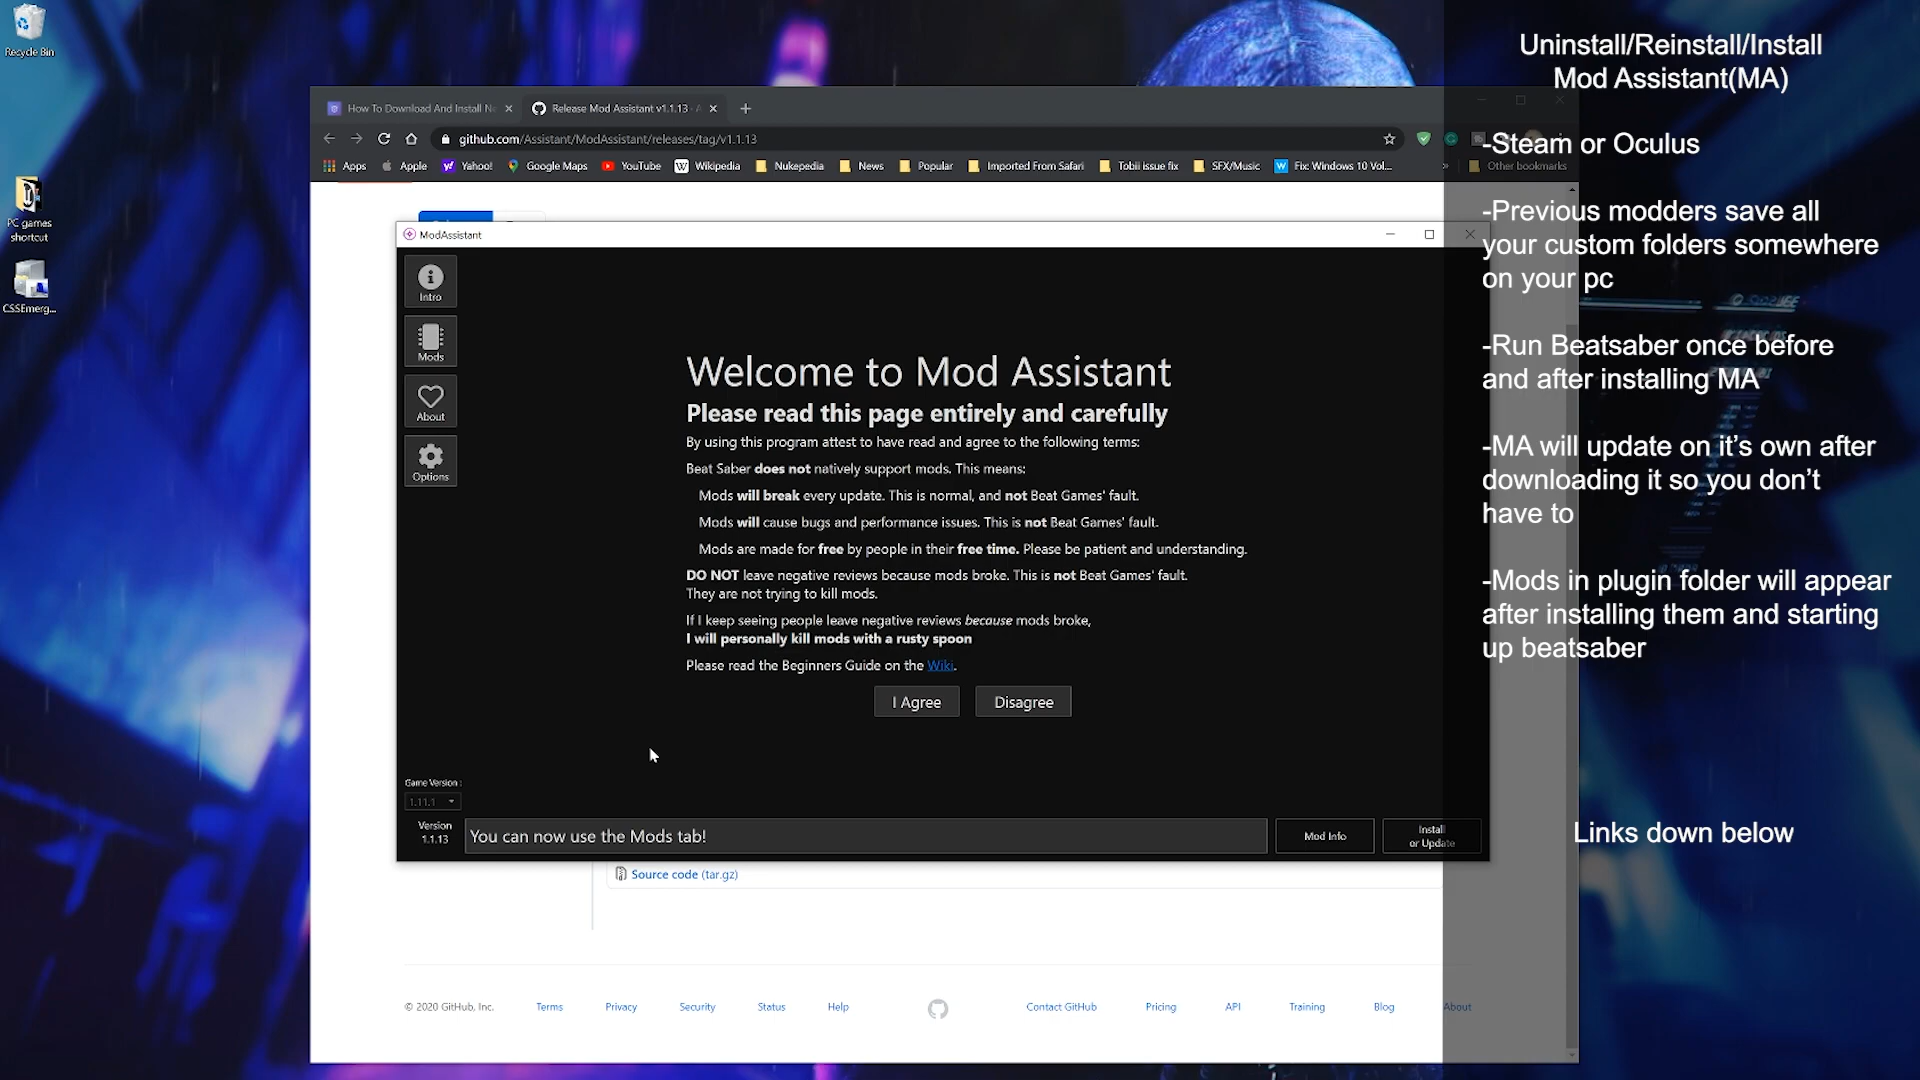 Recycle Bin
PC games
shortcut
CSSEmerg...
How To Download And Install N
Release Mod Assistant v1.1.13 -
github.com/Assistant/ModAssistant/releases/tag/v1.1.13
Apps
Apple
Yahoo!
Google Maps
YouTube
Wikipedia
Nukepedia
News
Popular
Imported From Safari
Tobii issue fix
SFX/Music
Fix: Windows 10 Vol...
»
Other bookmarks
ModAssistant
Intro
Mods
About
Options
Welcome to Mod Assistant
Please read this page entirely and carefully
By using this program attest to have read and agree to the following terms:
Beat Saber does not natively support mods. This means:
Mods will break every update. This is normal, and not Beat Games' fault.
Mods will cause bugs and performance issues. This is not Beat Games' fault.
Mods are made for free by people in their free time. Please be patient and understanding.
DO NOT leave negative reviews because mods broke. This is not Beat Games' fault.
They are not trying to kill mods.
If I keep seeing people leave negative reviews because mods broke,
I will personally kill mods with a rusty spoon
Please read the Beginners Guide on the Wiki.
I Agree
Disagree
Game Version :
1.11.1
Version
1.1.13
You can now use the Mods tab!
Mod Info
Install
or Update
Source code (tar.gz)
© 2020 GitHub, Inc.
Terms
Privacy
Security
Status
Help
Contact GitHub
Pricing
API
Training
Blog
About
Uninstall/Reinstall/Install
Mod Assistant(MA)
-Steam or Oculus
-Previous modders save all
your custom folders somewhere
on your pc
-Run Beatsaber once before
and after installing MA
-MA will update on it’s own after
downloading it so you don’t
have to
-Mods in plugin folder will appear
after installing them and starting
up beatsaber
Links down below